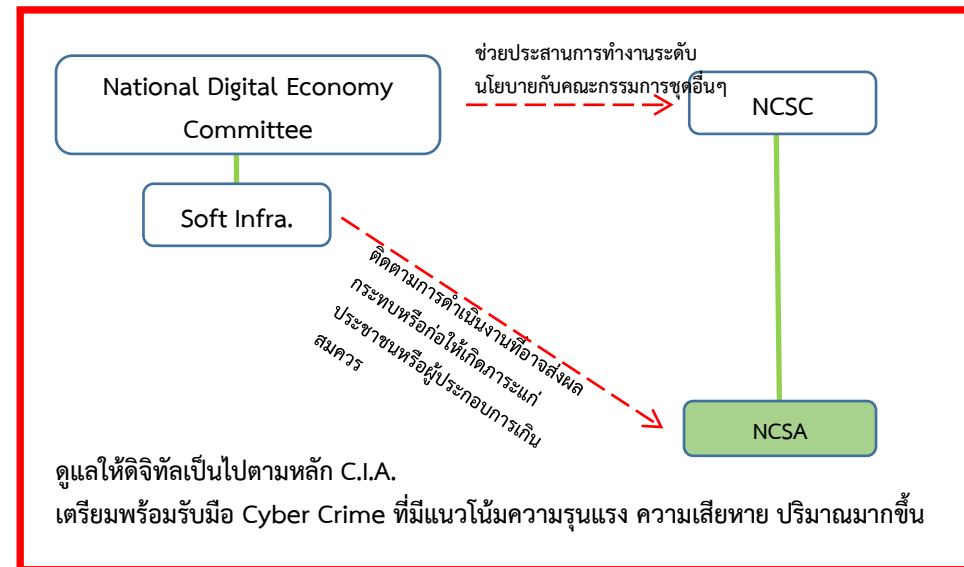 National Digital Economy
Committee
ช่วยประสานการทำงานระดับ
นโยบายกับคณะกรรมการชุดอื่นๆ
NCSC
Soft Infra.
ติดตามการดำเนินงานที่อาจส่งผล
กระทบหรือก่อให้เกิดภาระแก่
ประชาชนหรือผู้ประกอบการเกิน
สมควร
NCSA
ดูแลให้ดิจิทัลเป็นไปตามหลัก C.I.A.
เตรียมพร้อมรับมือ Cyber Crime ที่มีแนวโน้มความรุนแรง ความเสียหาย ปริมาณมากขึ้น